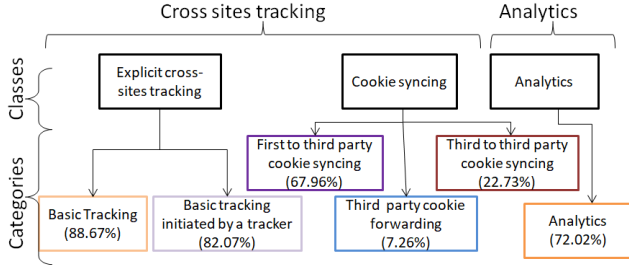 Cross sites tracking
Analytics
Classes
Explicit cross-
sites tracking
Cookie syncing
Analytics
Categories
First to third party
cookie syncing
(67.96%)
Third to third party
cookie syncing
(22.73%)
Basic Tracking
(88.67%)
Basic tracking
initiated by a tracker
(82.07%)
Third party cookie
forwarding
(7.26%)
Analytics
(72.02%)